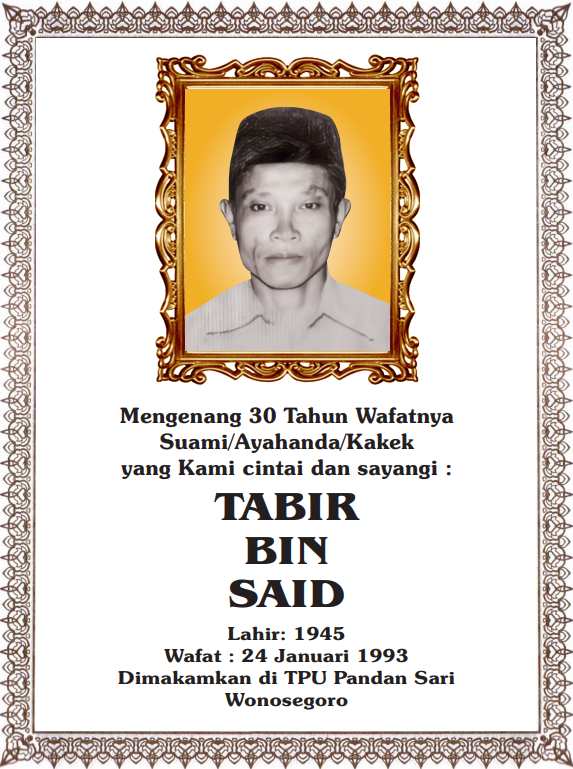 Mengenang 30 Tahun Wafatnya
Suami/Ayahanda/Kakek
yang Kami cintai dan sayangi :
TABIR
BIN
SAID
Lahir: 1945
Wafat : 24 Januari 1993
Dimakamkan di TPU Pandan Sari
Wonosegoro